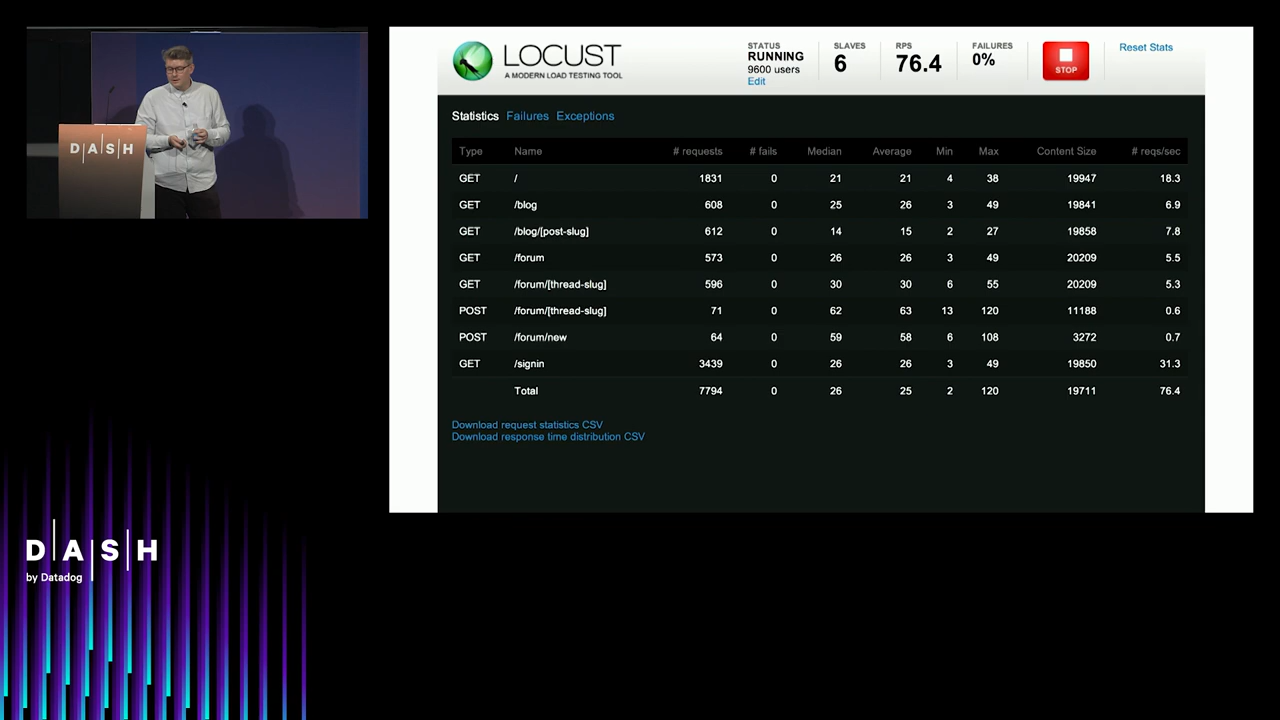 D|A|S|H
LOCUST
A MODERN LOAD TESTING TOOL
STATUS
RUNNING
9600 users
Edit
SLAVES
6
RPS
76.4
FAILURES
0%
STOP
Reset Stats
Statistics Failures Exceptions
Type Name # requests # fails Median Average Min Max Content Size # reqs/sec
GET / 1831 0 21 21 4 38 19947 18.3
GET /blog 608 0 25 26 3 49 19841 6.9
GET /blog/[post-slug] 612 0 14 15 2 27 19858 7.8
GET /forum 573 0 26 26 3 49 20209 5.5
GET /forum/[thread-slug] 596 0 30 30 6 55 20209 5.3
POST /forum/[thread-slug] 71 0 62 63 13 120 11188 0.6
POST /forum/new 64 0 59 58 6 108 3272 0.7
GET /signin 3439 0 26 26 3 49 19850 31.3
Total 7794 0 26 25 2 120 19711 76.4
Download request statistics CSV
Download response time distribution CSV
D|A|S|H
by Datadog